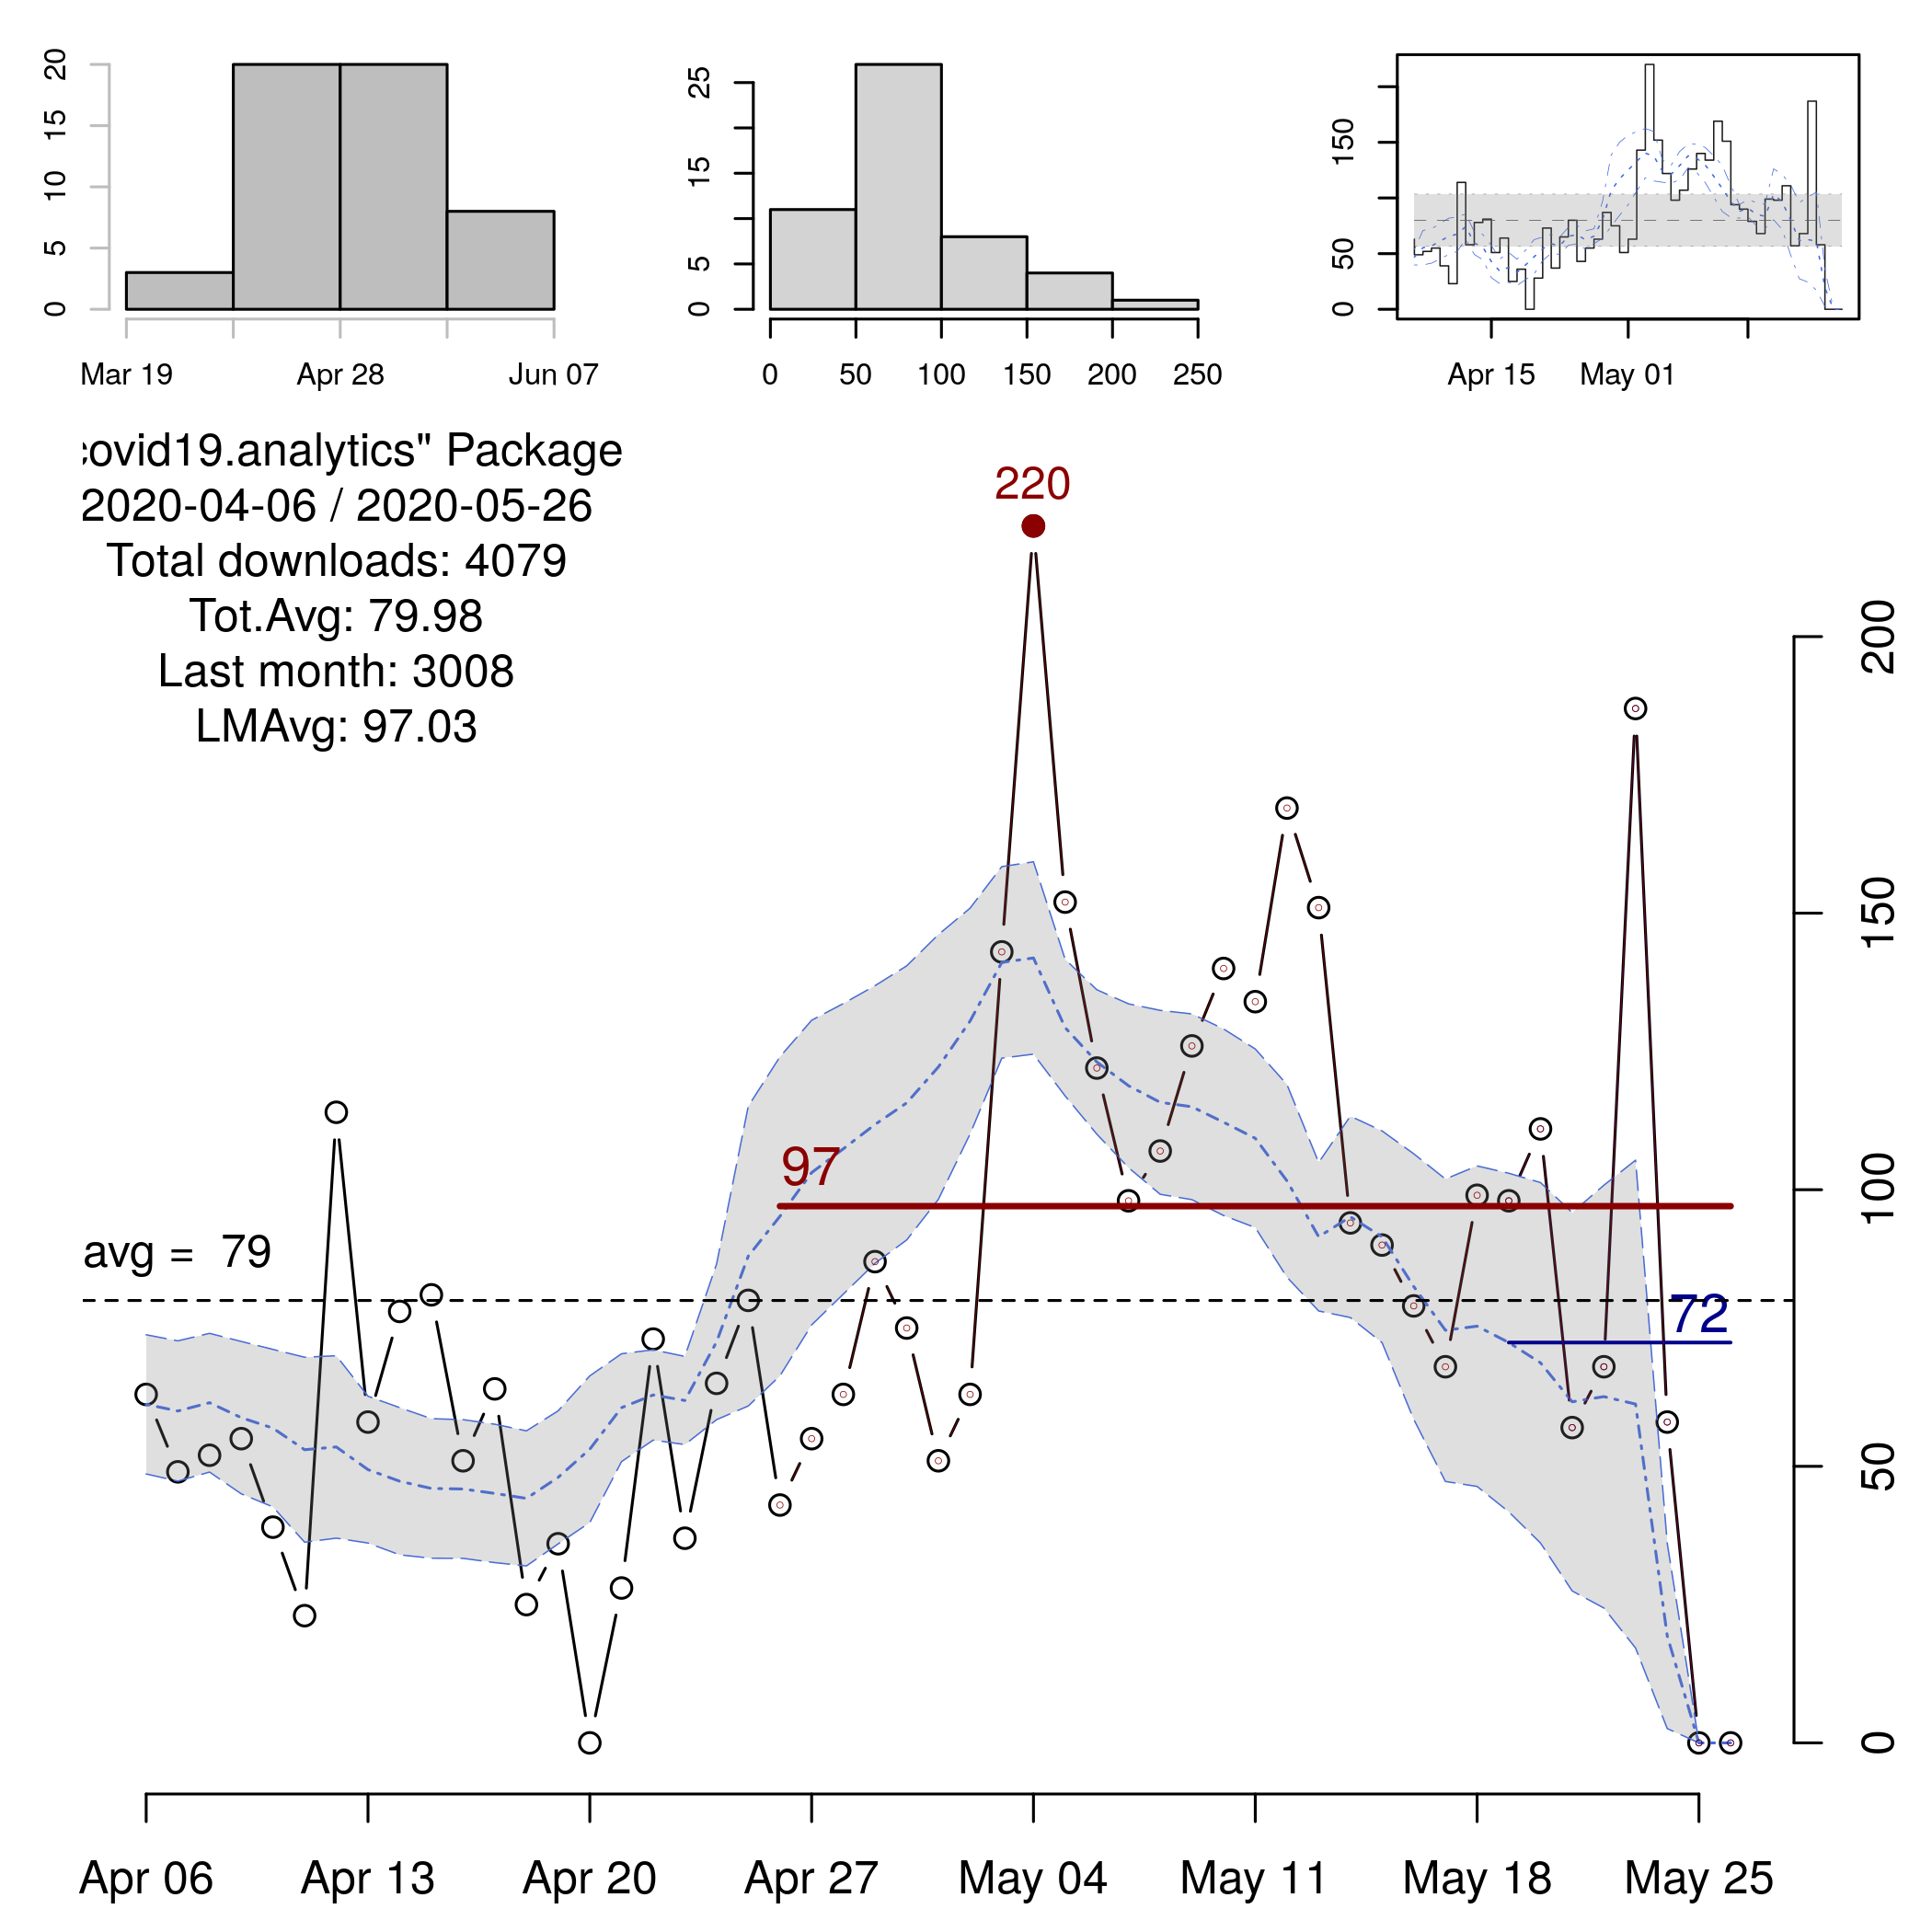 20
15
10
5
0
Mar 19 Apr 28 Jun 07
25
15
5
0
0 50 100 150 200 250
150
50
0
Apr 15 May 01
covid19.analytics" Package
2020-04-06 / 2020-05-26
Total downloads: 4079
Tot.Avg: 79.98
Last month: 3008
LMAvg: 97.03
220
97
avg = 79
72
200
150
100
50
0
Apr 06 Apr 13 Apr 20 Apr 27 May 04 May 11 May 18 May 25